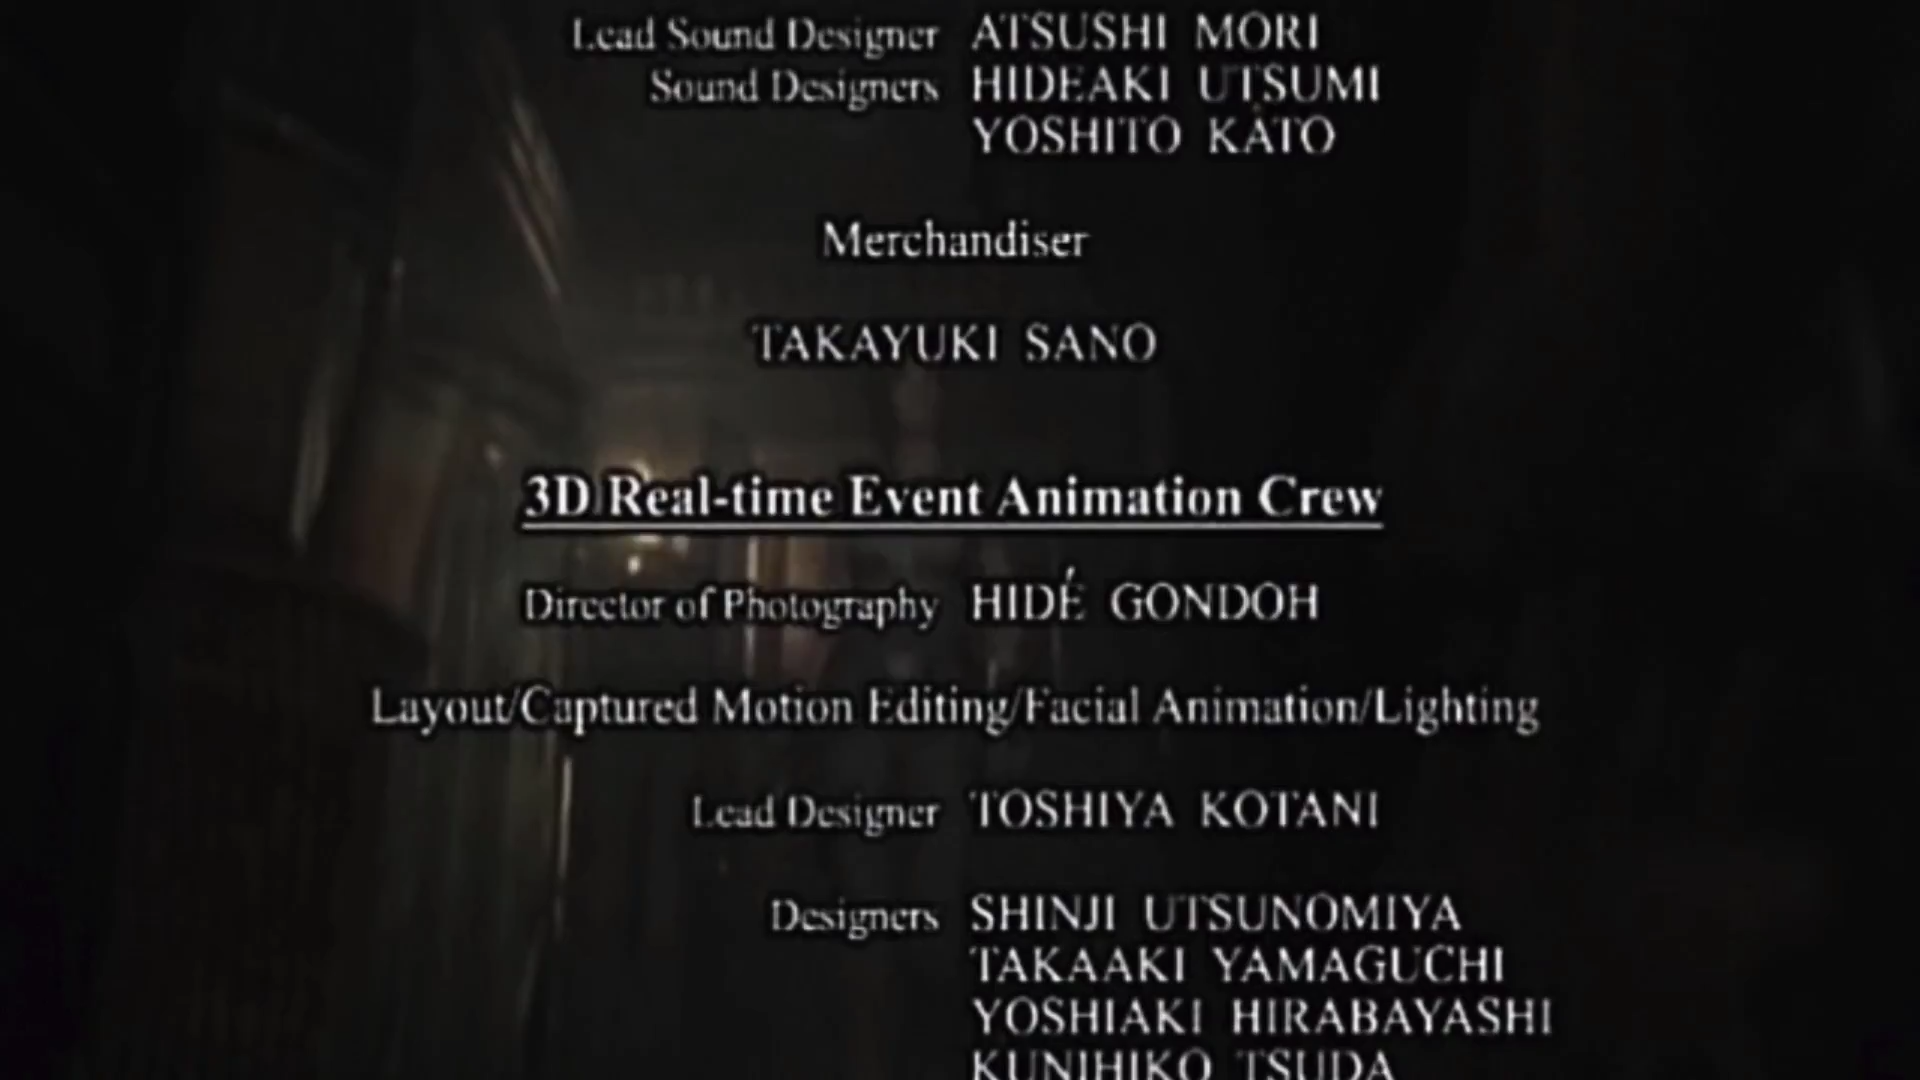 Lead Sound Designer ATSUSHI MORI
Sound Designers HIDEAKI UTSUMI
YOSHITO KATO
Merchandiser
TAKAYUKI SANO
3D Real-time Event Animation Crew
Director of Photography HIDÉ GONDOH
Layout/Captured Motion Editing/Facial Animation/Lighting
Lead Designer TOSHIYA KOTANI
Designers SHINJI UTSUNOMIYA
TAKAAKI YAMAGUCHI
YOSHIAKI HIRABAYASHI
KUNIHIKO TSUDA